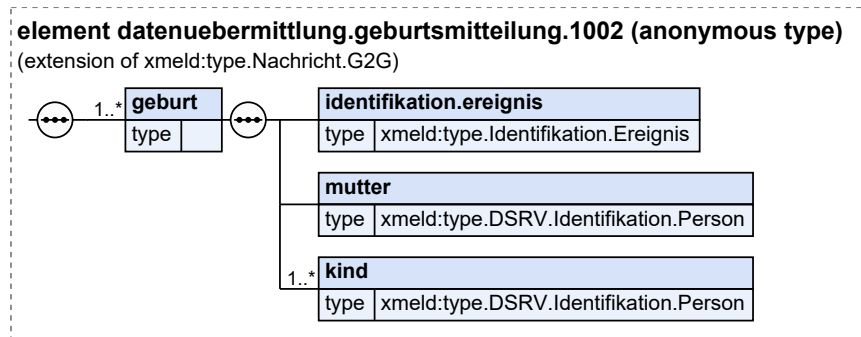 element datenuebermittlung.geburtsmitteilung.1002 (anonymous type)
(extension of xmeld:type.Nachricht.G2G)
1..*
geburt
type
identifikation.ereignis
type xmeld:type.Identifikation.Ereignis
mutter
type xmeld:type.DSRV.Identifikation.Person
1..*
kind
type xmeld:type.DSRV.Identifikation.Person